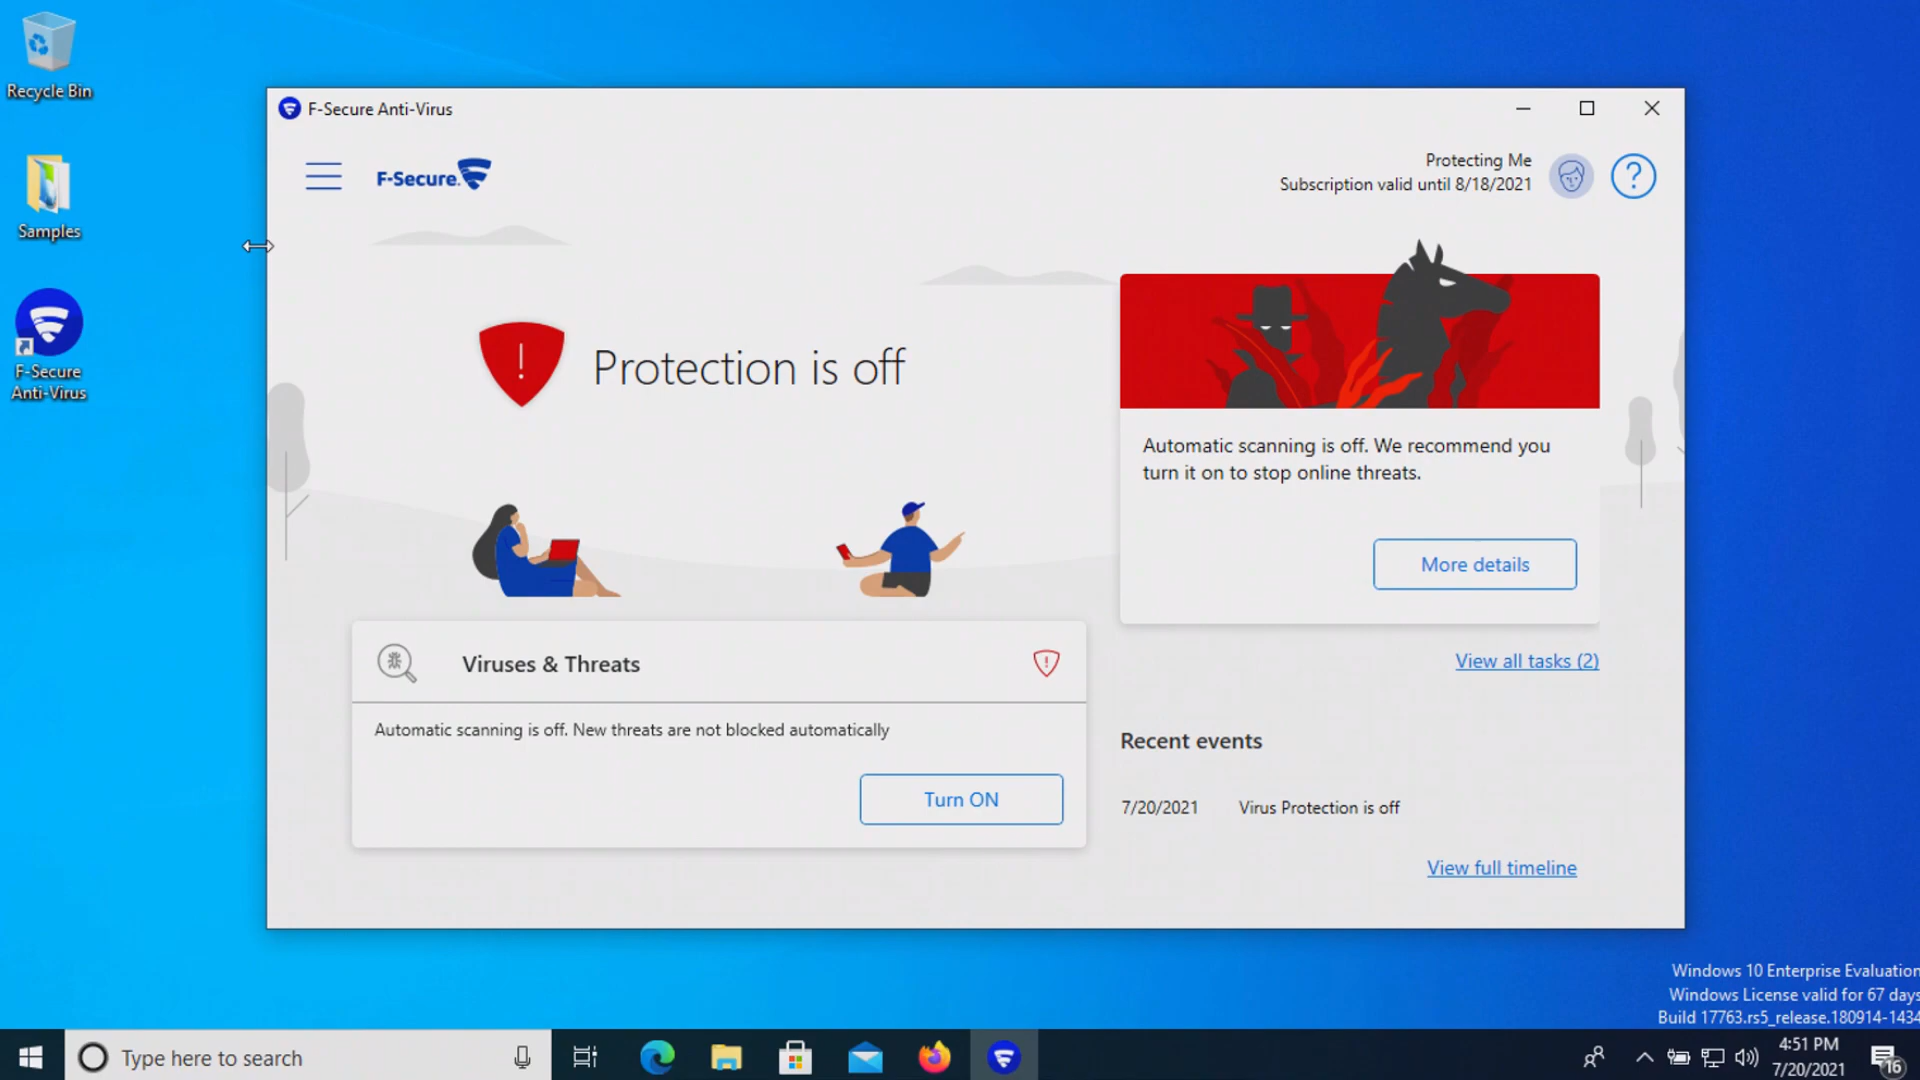 Recycle Bin
Samples
F-Secure
Anti-Virus
F-Secure Anti-Virus
F-Secure.
Protecting Me
Subscription valid until 8/18/2021
?
!
Protection is off
Automatic scanning is off. We recommend you
turn it on to stop online threats.
More details
View all tasks (2)
Viruses & Threats
!
Automatic scanning is off. New threats are not blocked automatically
Turn ON
Recent events
7/20/2021 Virus Protection is off
View full timeline
Windows 10 Enterprise Evaluation
Windows License valid for 67 days
Build 17763.rs5_release.180914-1434
Type here to search
4:51 PM
7/20/2021
16